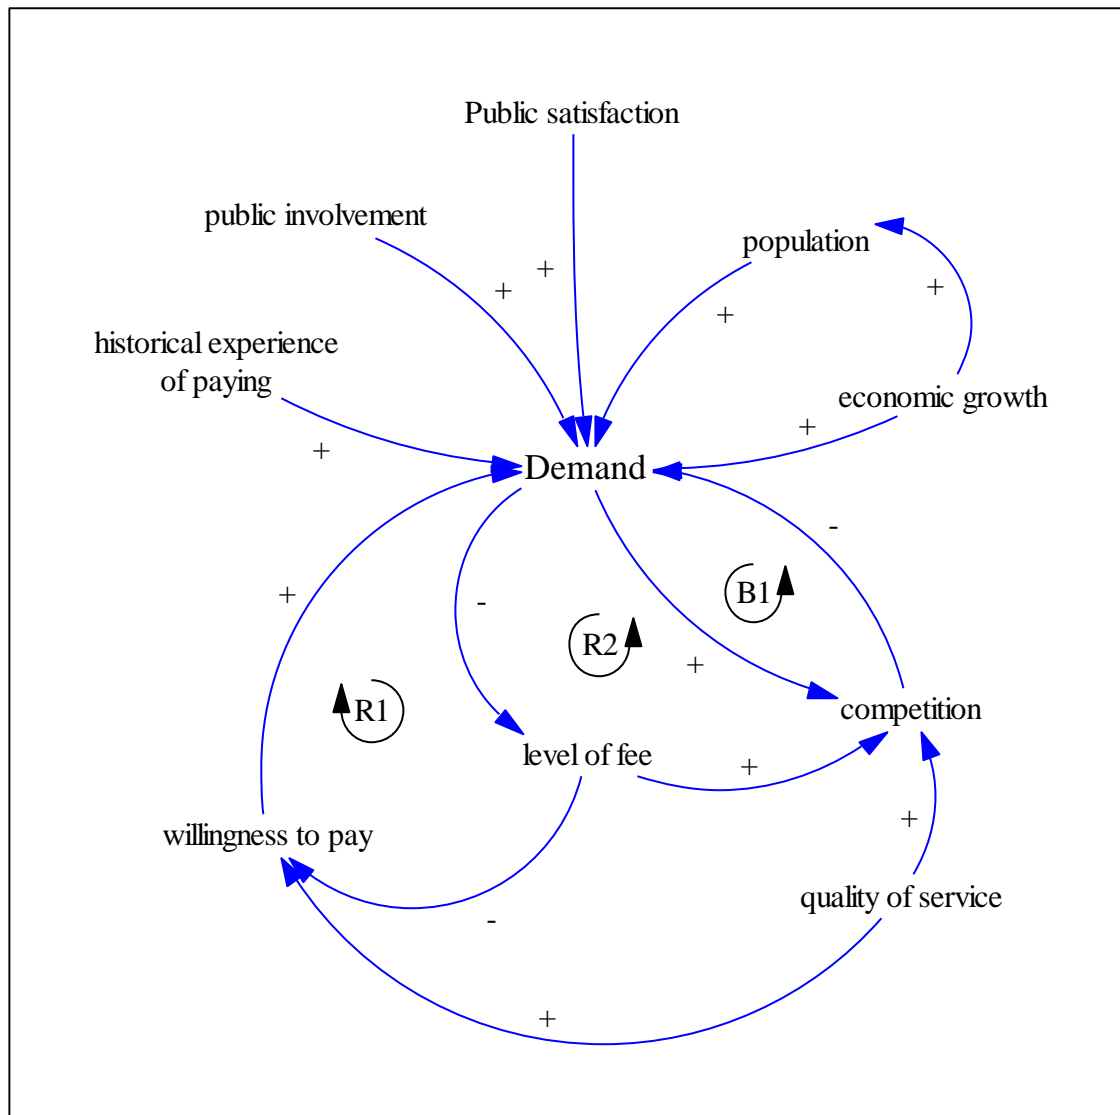 Public satisfaction
public involvement
population
+
+
+
+
historical experience
of paying
economic growth
+
+
Demand
-
+
-
B1
R2
+
R1
competition
level of fee
+
willingness to pay
+
quality of service
-
+